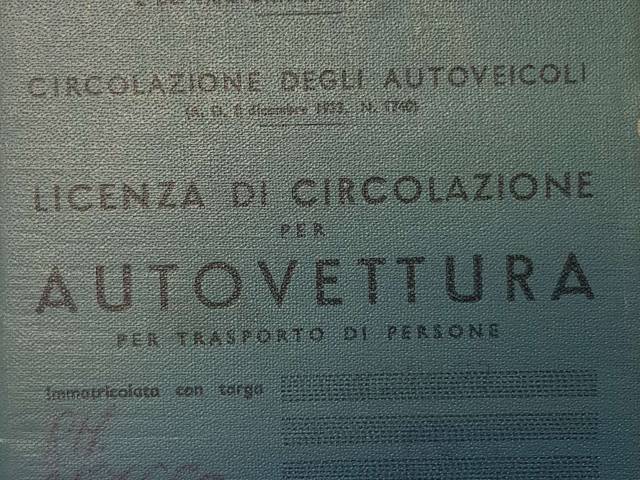 CIRCOLAZIONE DEGLI AUTOVEICOLI
(R. D. 8 dicembre 1933. N. 1740)
LICENZA DI CIRCOLAZIONE
PER
AUTOVETTURA
PER TRASPORTO DI PERSONE
Immatricolata con targa